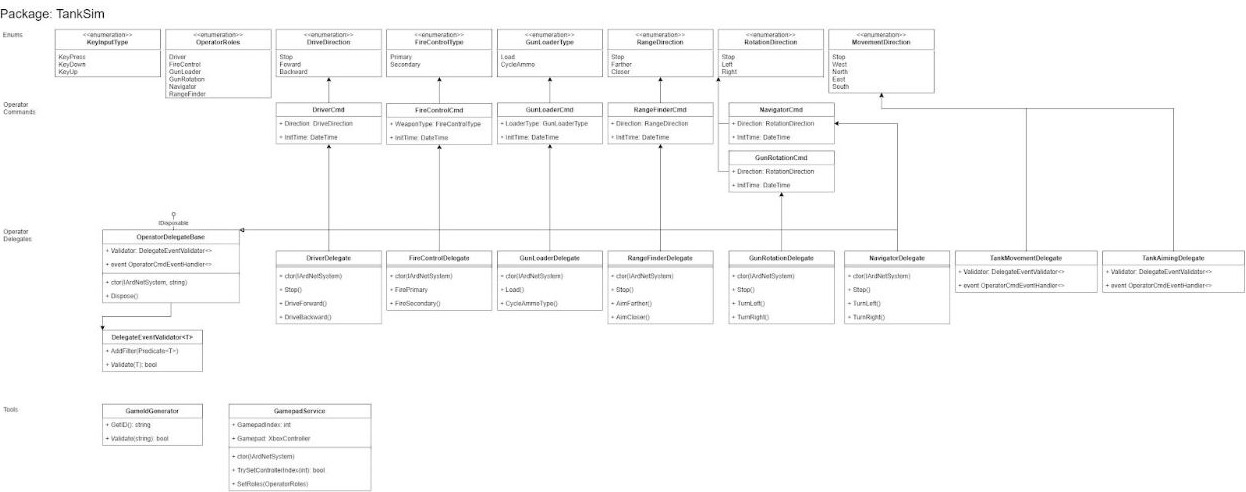 Package: TankSim
Enums
<<enumeration>>
KeyInputType
KeyPress
KeyDown
KeyUp
<<enumeration>>
OperatorRoles
Driver
FireControl
GunLoader
GunRotation
Navigator
RangeFinder
<<enumeration>>
DriveDirection
Stop
Foward
Backward
<<enumeration>>
FireControlType
Primary
Secondary
<<enumeration>>
GunLoaderType
Load
CycleAmmo
<<enumeration>>
RangeDirection
Stop
Farther
Closer
<<enumeration>>
RotationDirection
Stop
Left
Right
<<enumeration>>
MovementDirection
Stop
West
North
East
South
Operator
Commands
DriverCmd
+ Direction: DriveDirection
+ InitTime: DateTime
FireControlCmd
+ WeaponType: FireControlType
+ InitTime: DateTime
GunLoaderCmd
+ LoaderType: GunLoaderType
+ InitTime: DateTime
RangeFinderCmd
+ Direction: RangeDirection
+ InitTime: DateTime
NavigatorCmd
+ Direction: RotationDirection
+ InitTime: DateTime
GunRotationCmd
+ Direction: RotationDirection
+ InitTime: DateTime
Operator
Delegates
IDisposable
OperatorDelegateBase
+ Validator: DelegateEventValidator<>
+ event OperatorCmdEventHandler<>
+ ctor(IArdNetSystem, string)
+ Dispose()
DriverDelegate
+ ctor(IArdNetSystem)
+ Stop()
+ DriveForward()
+ DriveBackward()
FireControlDelegate
+ ctor(IArdNetSystem)
+ FirePrimary
+ FireSecondary()
GunLoaderDelegate
+ ctor(IArdNetSystem)
+ Load()
+ CycleAmmoType()
RangeFinderDelegate
+ ctor(IArdNetSystem)
+ Stop()
+ AimFarther()
+ AimCloser()
GunRotationDelegate
+ ctor(IArdNetSystem)
+ Stop()
+ TurnLeft()
+ TurnRight()
NavigatorDelegate
+ ctor(IArdNetSystem)
+ Stop()
+ TurnLeft()
+ TurnRight()
TankMovementDelegate
+ Validator: DelegateEventValidator<>
+ event OperatorCmdEventHandler<>
TankAimingDelegate
+ Validator: DelegateEventValidator<>
+ event OperatorCmdEventHandler<>
DelegateEventValidator<T>
+ AddFilter(Predicate<T>)
+ Validate(T): bool
Tools
GameIdGenerator
+ GetID(): string
+ Validate(string): bool
GamepadService
+ GamepadIndex: int
+ Gamepad: XboxController
+ ctor(IArdNetSystem)
+ TrySetControllerIndex(int): bool
+ SetRoles(OperatorRoles)